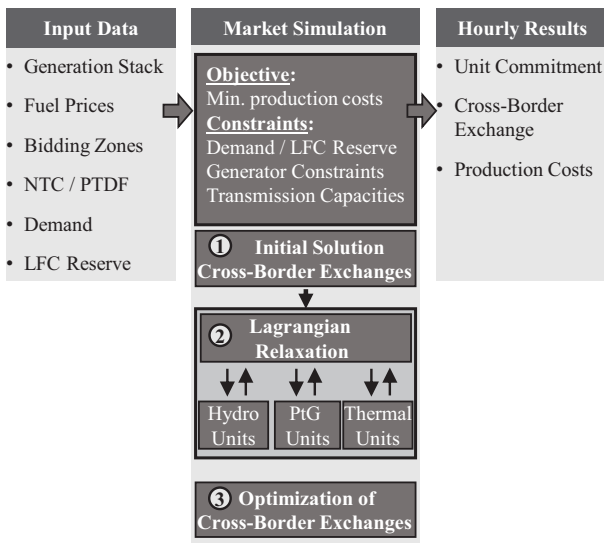 Input Data
• Generation Stack
• Fuel Prices
• Bidding Zones
• NTC / PTDF
• Demand
• LFC Reserve
Market Simulation
Objective:
Min. production costs
Constraints:
Demand / LFC Reserve
Generator Constraints
Transmission Capacities
1 Initial Solution
Cross-Border Exchanges
2 Lagrangian
Relaxation
Hydro
Units
PtG
Units
Thermal
Units
3 Optimization of
Cross-Border Exchanges
Hourly Results
• Unit Commitment
• Cross-Border
Exchange
• Production Costs